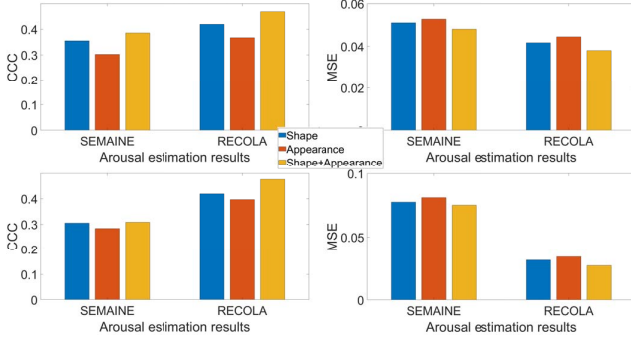 0.4
0.3
0.2
0.1
0
CCC
SEMAINE RECOLA
Arousal estimation results
0.06
0.04
0.02
MSE
SEMAINE RECOLA
Arousal estimation results
Shape
Appearance
Shape+Appearance
0.4
0.3
0.2
0.1
0
CCC
SEMAINE RECOLA
Arousal estimation results
0.1
0.05
0
MSE
SEMAINE RECOLA
Arousal estimation results